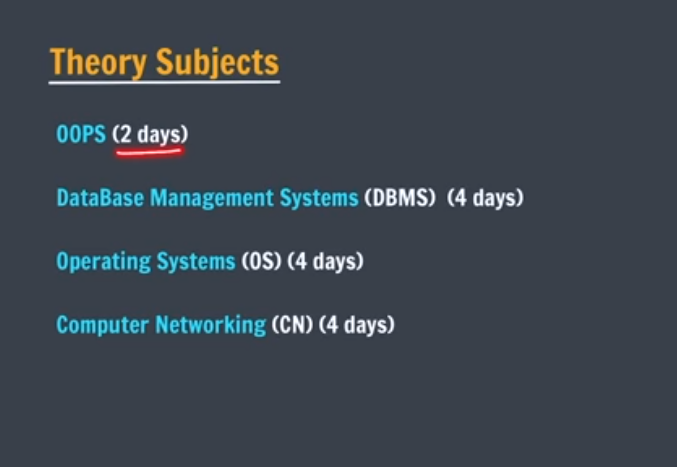 Theory Subjects
OOPS (2 days)
DataBase Management Systems (DBMS) (4 days)
Operating Systems (OS) (4 days)
Computer Networking (CN) (4 days)